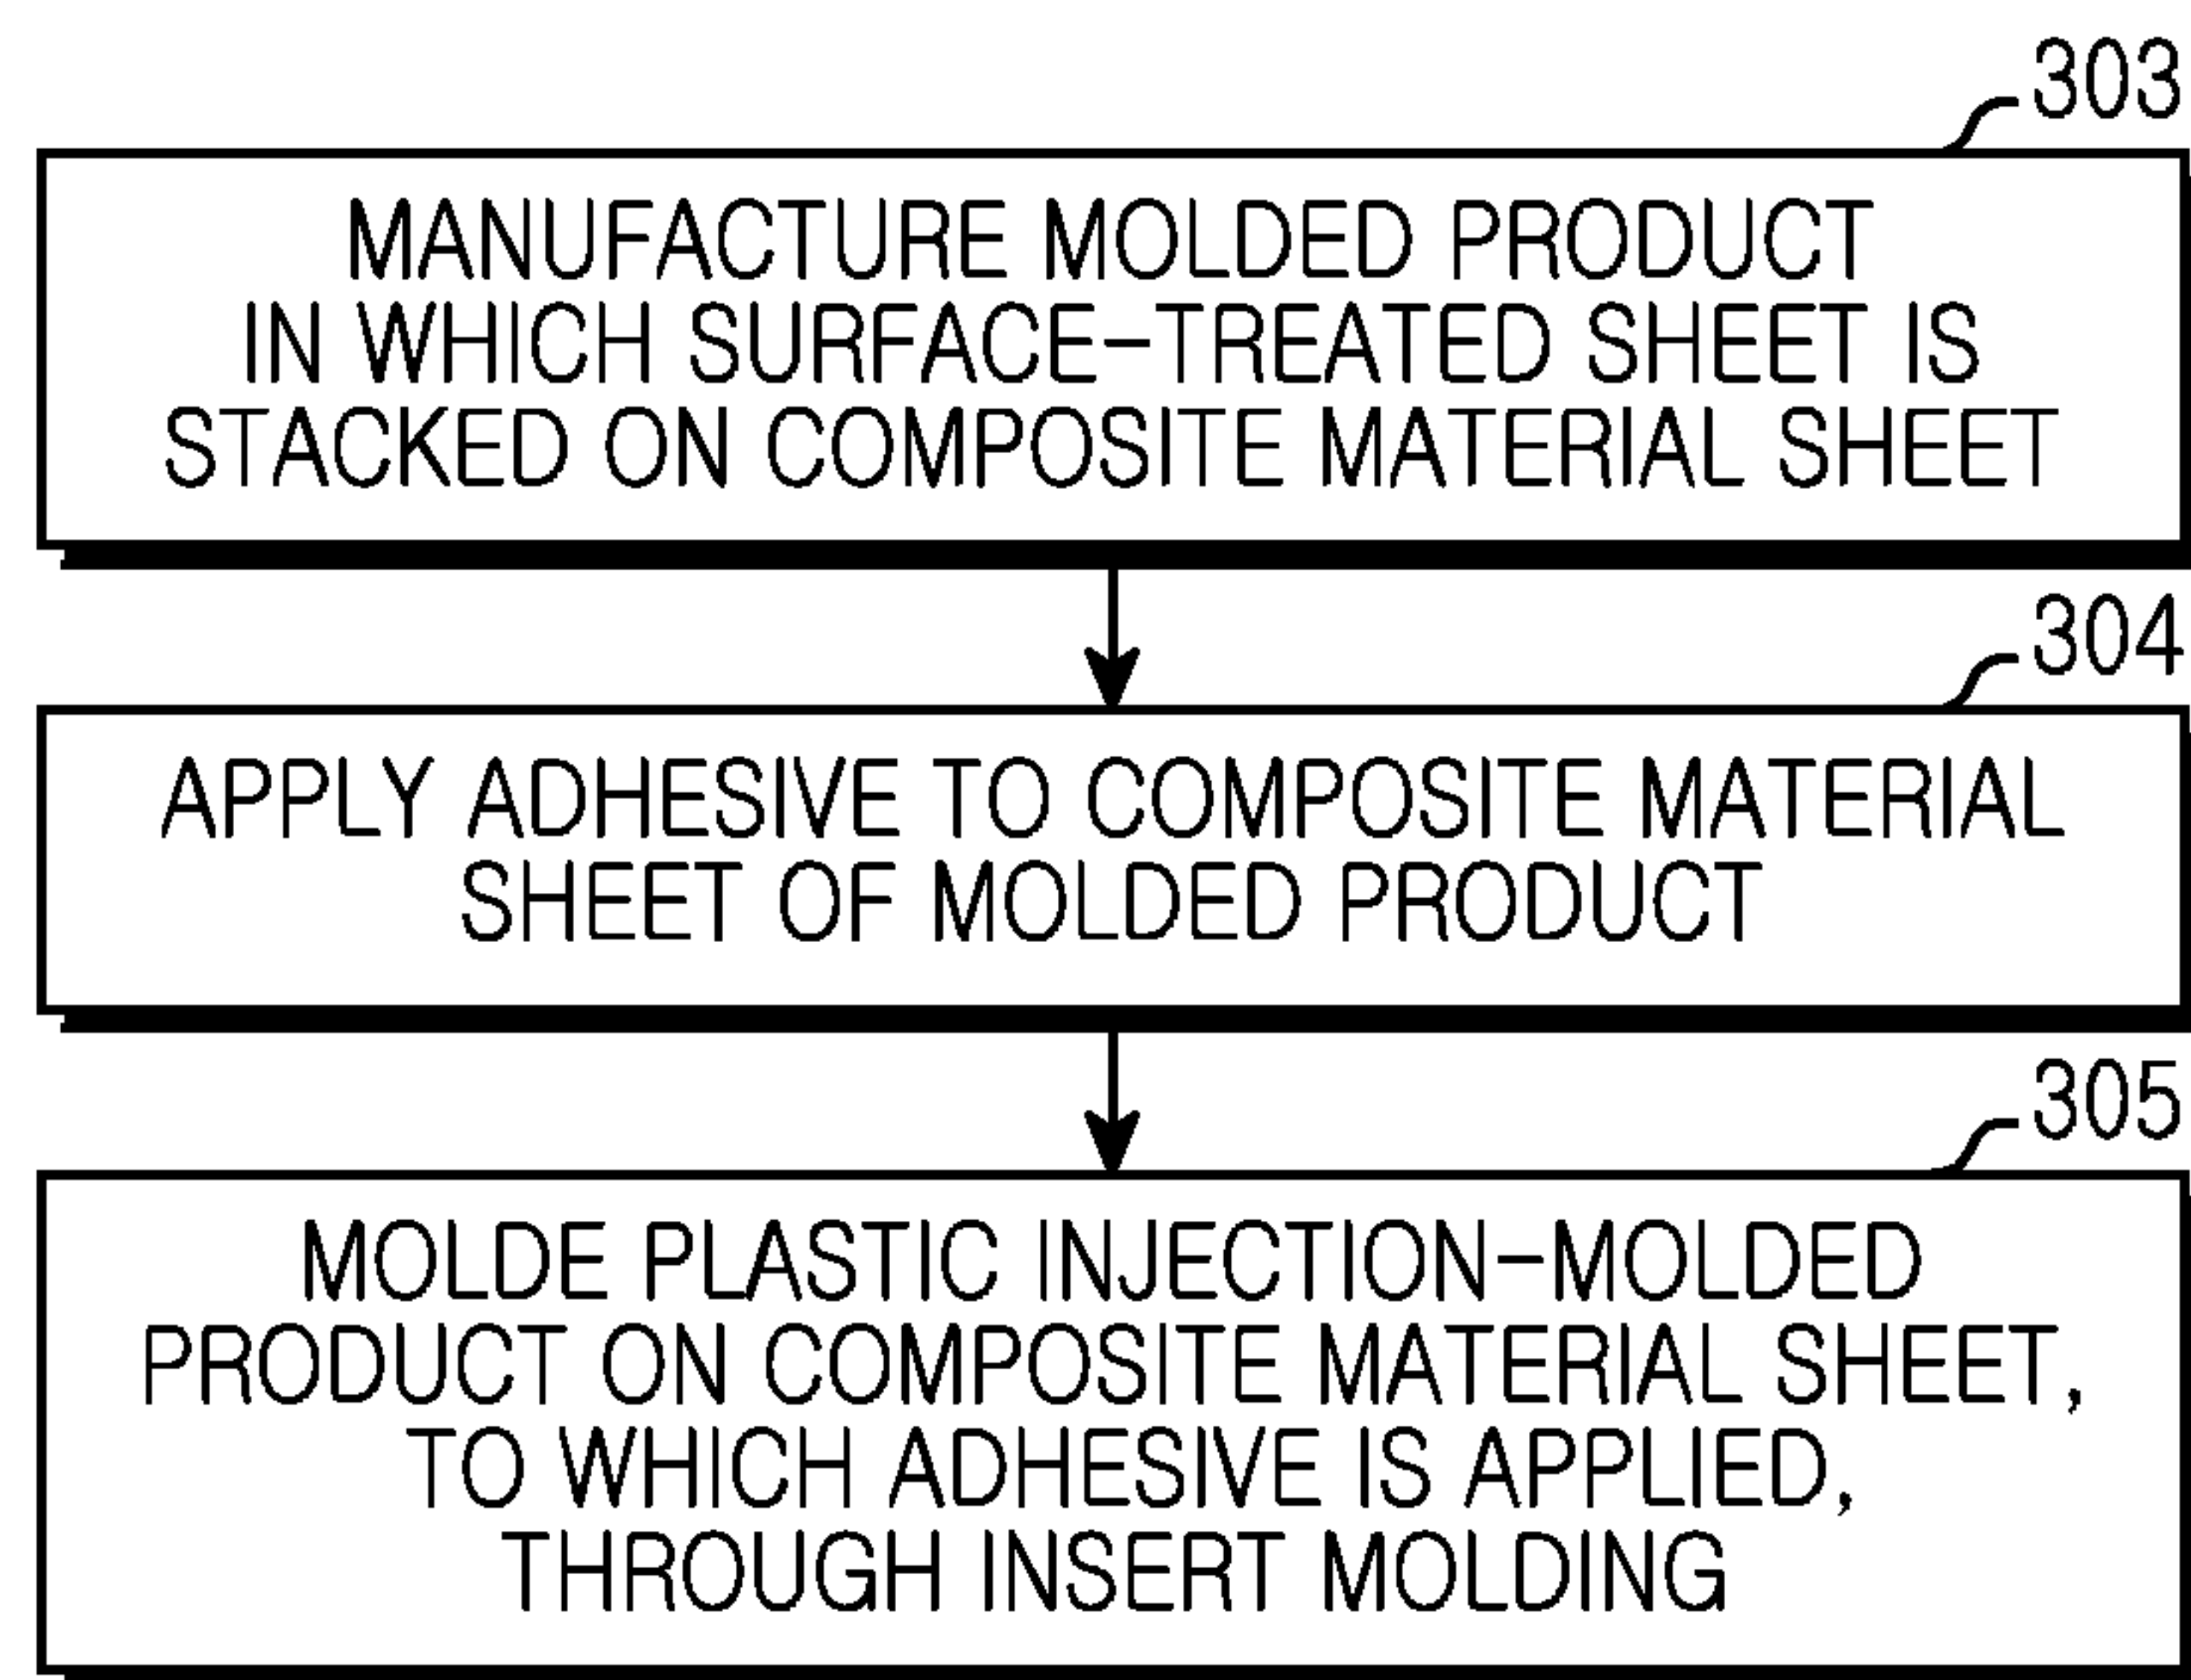 303
MANUFACTURE MOLDED PRODUCT
IN WHICH SURFACE-TREATED SHEET IS
STACKED ON COMPOSITE MATERIAL SHEET
304
APPLY ADHESIVE TO COMPOSITE MATERIAL
SHEET OF MOLDED PRODUCT
305
MOLDE PLASTIC INJECTION-MOLDED
PRODUCT ON COMPOSITE MATERIAL SHEET,
TO WHICH ADHESIVE IS APPLIED,
THROUGH INSERT MOLDING